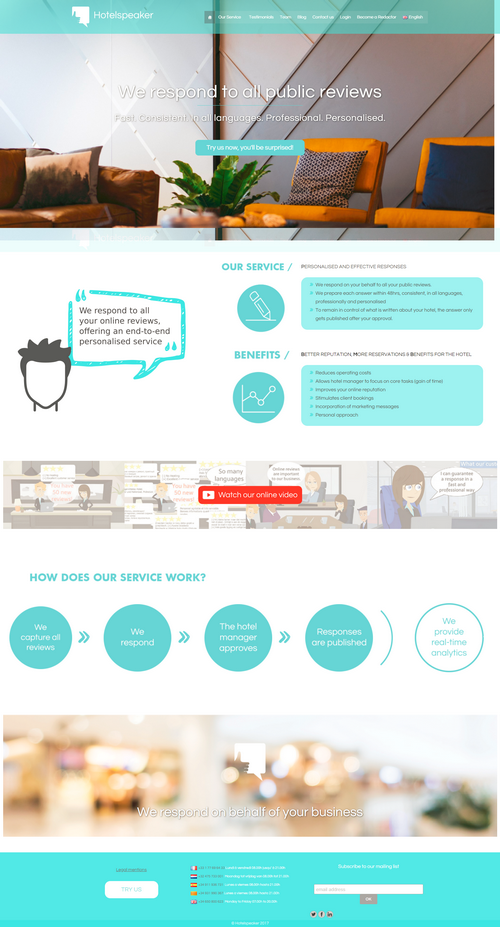 Hotelspeaker
Our Service Testimonials Team Blog Contact us Login Become a Redactor English
We respond to all public reviews
Fast. Consistent in all languages. Professional. Personalised.
Try us now, you'll be surprised!
OUR SERVICE /
PERSONALISED AND EFFECTIVE RESPONSES
We respond on your behalf to all your public reviews.
We prepare each answer within 48hrs, consistent, in all languages,
professionally and personalised
To remain in control of what is written about your hotel, the answer only
gets published after your approval
We respond to all
your online reviews,
offering an end-to-end
personalised service
BENEFITS /
BETTER REPUTATION, MORE RESERVATIONS & BENEFITS FOR THE HOTEL
Reduces operating costs
Allows hotel manager to focus on core tasks (gain of time)
Improves your online reputation
Stimulates client bookings
Incorporation of marketing messages
Personal approach
So many
languages
Online reviews
are important
to our business
I can guarantee
a response in a
fast and
professional way
Watch our online video
HOW DOES OUR SERVICE WORK?
We
capture all
reviews
We
respond
The hotel
manager
approves
Responses
are published
We
provide
real-time
analytics
We respond on behalf of your business
Legal mentions
TRY US
Subscribe to our mailing list
email address
OK
© Hotelspeaker 2017